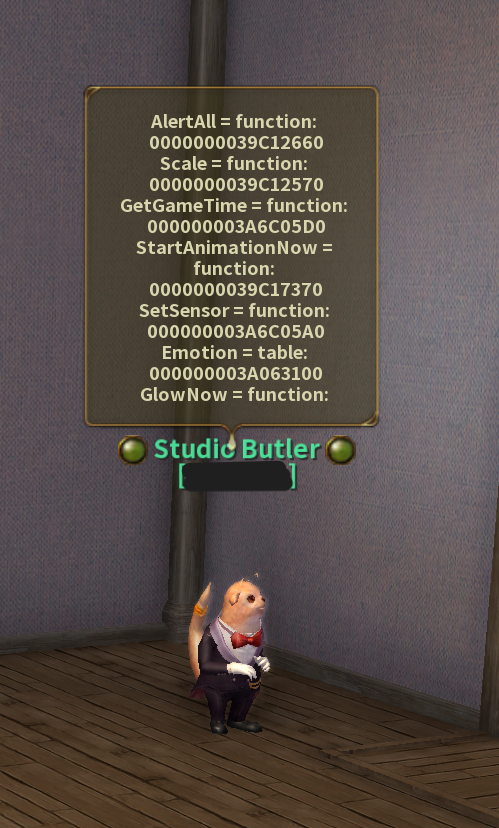 AlertAll = function:
0000000039C12660
Scale = function:
0000000039C12570
GetGameTime = function:
000000003A6C05D0
StartAnimationNow =
function:
0000000039C17370
SetSensor = function:
000000003A6C05A0
Emotion = table:
000000003A063100
GlowNow = function:
Studio Butler
[ ]